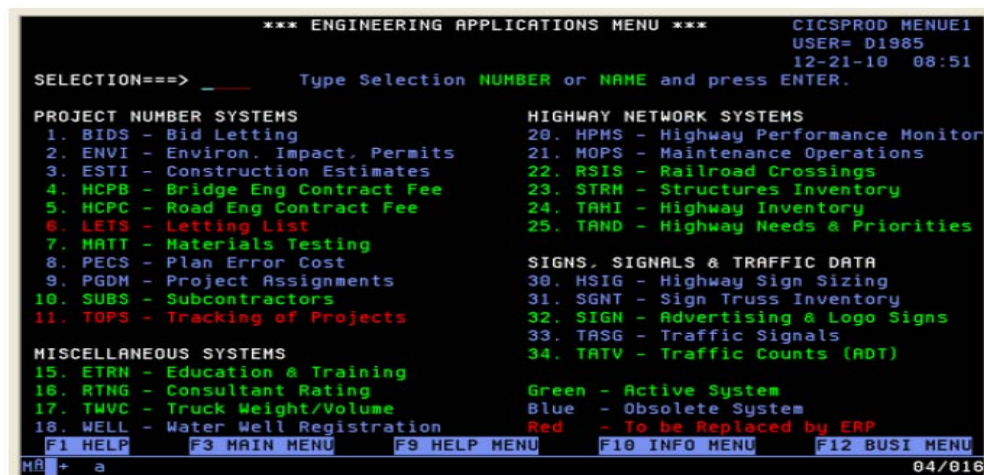 *** ENGINEERING APPLICATIONS MENU *** CICSPROD MENUE1
USER= D1985
12-21-10 08:51
SELECTION===> Type Selection NUMBER or NAME and press ENTER.
PROJECT NUMBER SYSTEMS
1. BIDS - Bid Letting
2. ENVI - Environ. Impact, Permits
3. ESTI - Construction Estimates
4. HCPB - Bridge Eng Contract Fee
5. HCPC - Road Eng Contract Fee
6. LETS - Letting List
7. MATT - Materials Testing
8. PECS - Plan Error Cost
9. PGDM - Project Assignments
10. SUBS - Subcontractors
11. TOPS - Tracking of Projects
MISCELLANEOUS SYSTEMS
15. ETRN - Education & Training
16. RTNG - Consultant Rating
17. TWVC - Truck Weight/Volume
18. WELL - Water Well Registration
HIGHWAY NETWORK SYSTEMS
20. HPMS - Highway Performance Monitor
21. MOPS - Maintenance Operations
22. RSIS - Railroad Crossings
23. STRM - Structures Inventory
24. TAHI - Highway Inventory
25. TAND - Highway Needs & Priorities
SIGNS, SIGNALS & TRAFFIC DATA
30. HSIG - Highway Sign Sizing
31. SGNT - Sign Truss Inventory
32. SIGN - Advertising & Logo Signs
33. TASG - Traffic Signals
34. TATV - Traffic Counts (ADT)
Green - Active System
Blue - Obsolete System
Red - To be Replaced by ERP
F1 HELP F3 MAIN MENU F9 HELP MENU F10 INFO MENU F12 BUSI MENU
MA + a 04/016